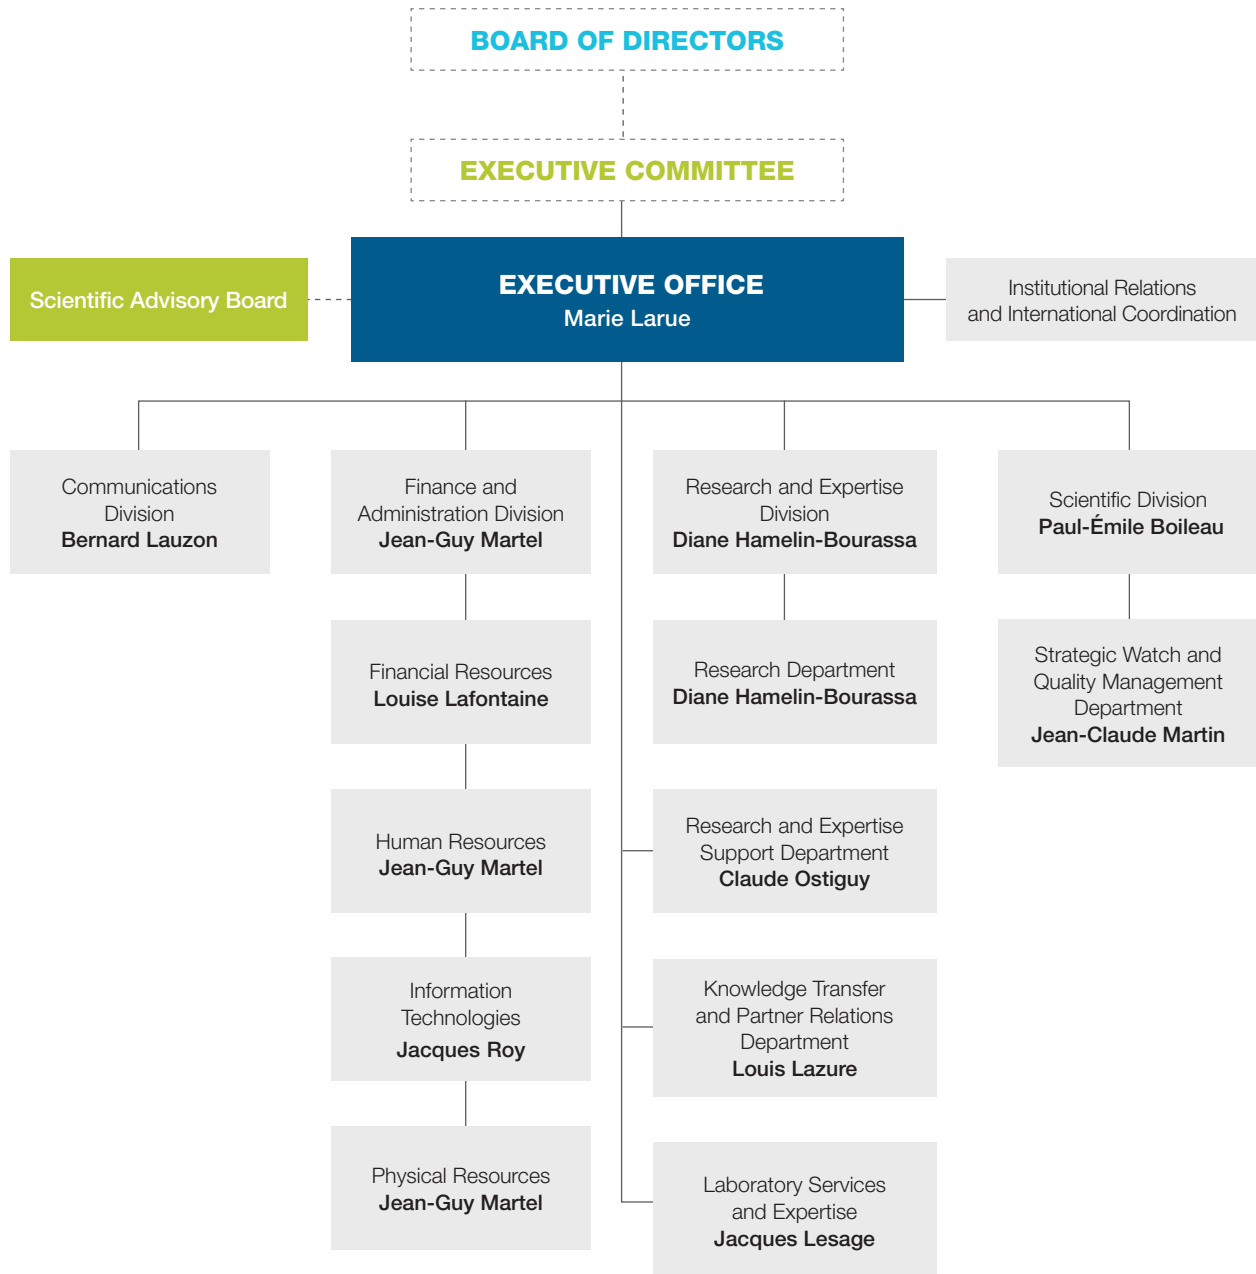 BOARD OF DIRECTORS
EXECUTIVE COMMITTEE
Scientific Advisory Board
EXECUTIVE OFFICE
Marie Larue
Institutional Relations
and International Coordination
Communications
Division
Bernard Lauzon
Finance and
Administration Division
Jean-Guy Martel
Research and Expertise
Division
Diane Hamelin-Bourassa
Scientific Division
Paul-Émile Boileau
Financial Resources
Louise Lafontaine
Research Department
Diane Hamelin-Bourassa
Strategic Watch and
Quality Management
Department
Jean-Claude Martin
Human Resources
Jean-Guy Martel
Research and Expertise
Support Department
Claude Ostiguy
Information
Technologies
Jacques Roy
Knowledge Transfer
and Partner Relations
Department
Louis Lazure
Physical Resources
Jean-Guy Martel
Laboratory Services
and Expertise
Jacques Lesage